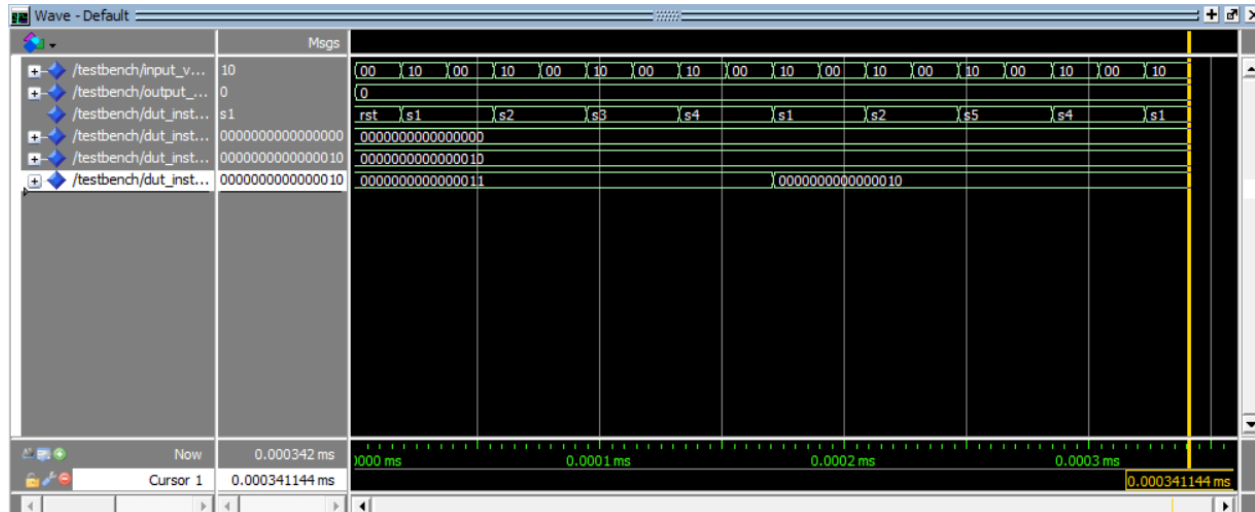 Wave - Default
Msgs
/testbench/input_v... 10 00 10 00 10 00 10 00 10 00 10 00 10 00 10 00 10 00 10
/testbench/output_... 0 0
/testbench/dut_inst... s1 rst s1 s2 s3 s4 s1 s2 s5 s4 s1
/testbench/dut_inst... 0000000000000000 0000000000000000
/testbench/dut_inst... 0000000000000010 0000000000000010
/testbench/dut_inst... 0000000000000010 0000000000000011 0000000000000010
Now 0.000342 ms 0000 ms 0.0001 ms 0.0002 ms 0.0003 ms
Cursor 1 0.000341144 ms 0.000341144 ms